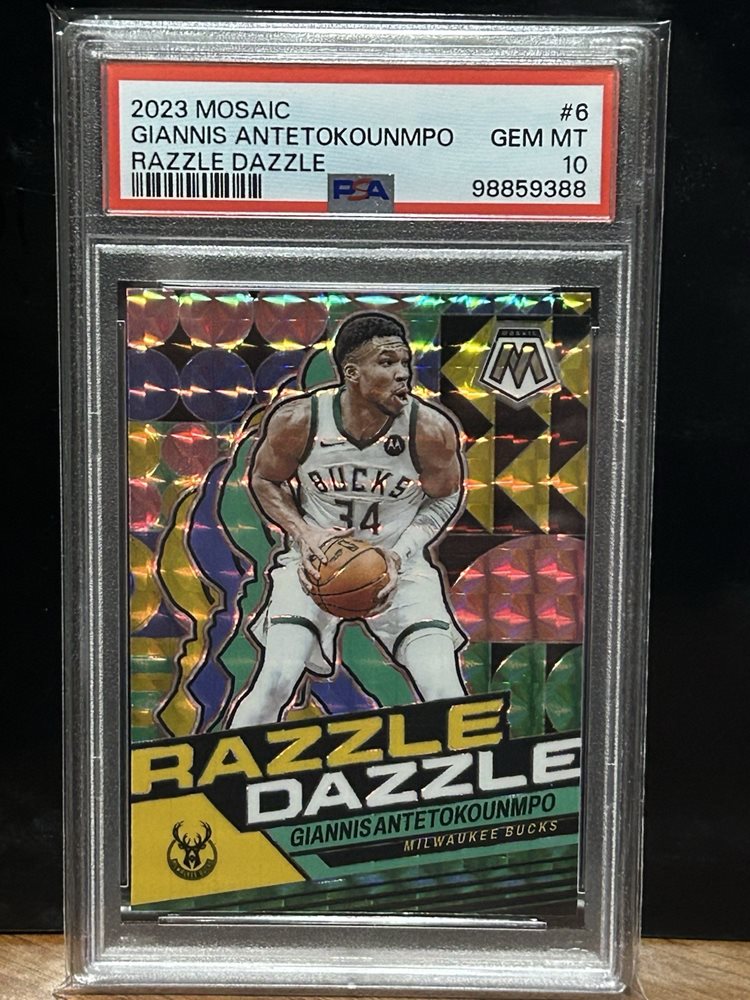 2023 MOSAIC #6
GIANNIS ANTETOKOUNMPO GEM MT
RAZZLE DAZZLE 10
PSA 98859388
MOSAIC
BUCKS
34
RAZZLE
DAZZLE
GIANNIS ANTETOKOUNMPO
MILWAUKEE BUCKS